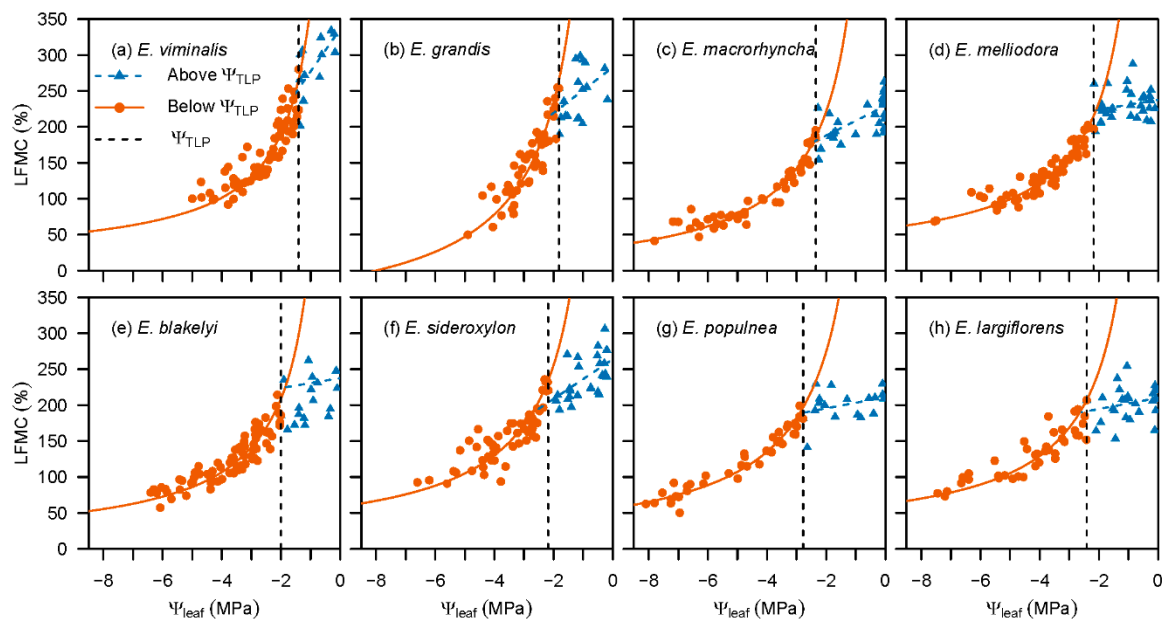 350
300
250
200
150
100
50
0
LFMC (%)
(a) E. viminalis
Above ΨTLP
Below ΨTLP
ΨTLP
(b) E. grandis
(c) E. macrorhyncha
(d) E. melliodora
350
300
250
200
150
100
50
0
LFMC (%)
(e) E. blakelyi
(f) E. sideroxylon
(g) E. populnea
(h) E. largiflorens
−8 −6 −4 −2 0
−8 −6 −4 −2 0
−8 −6 −4 −2 0
−8 −6 −4 −2 0
Ψleaf (MPa)
Ψleaf (MPa)
Ψleaf (MPa)
Ψleaf (MPa)